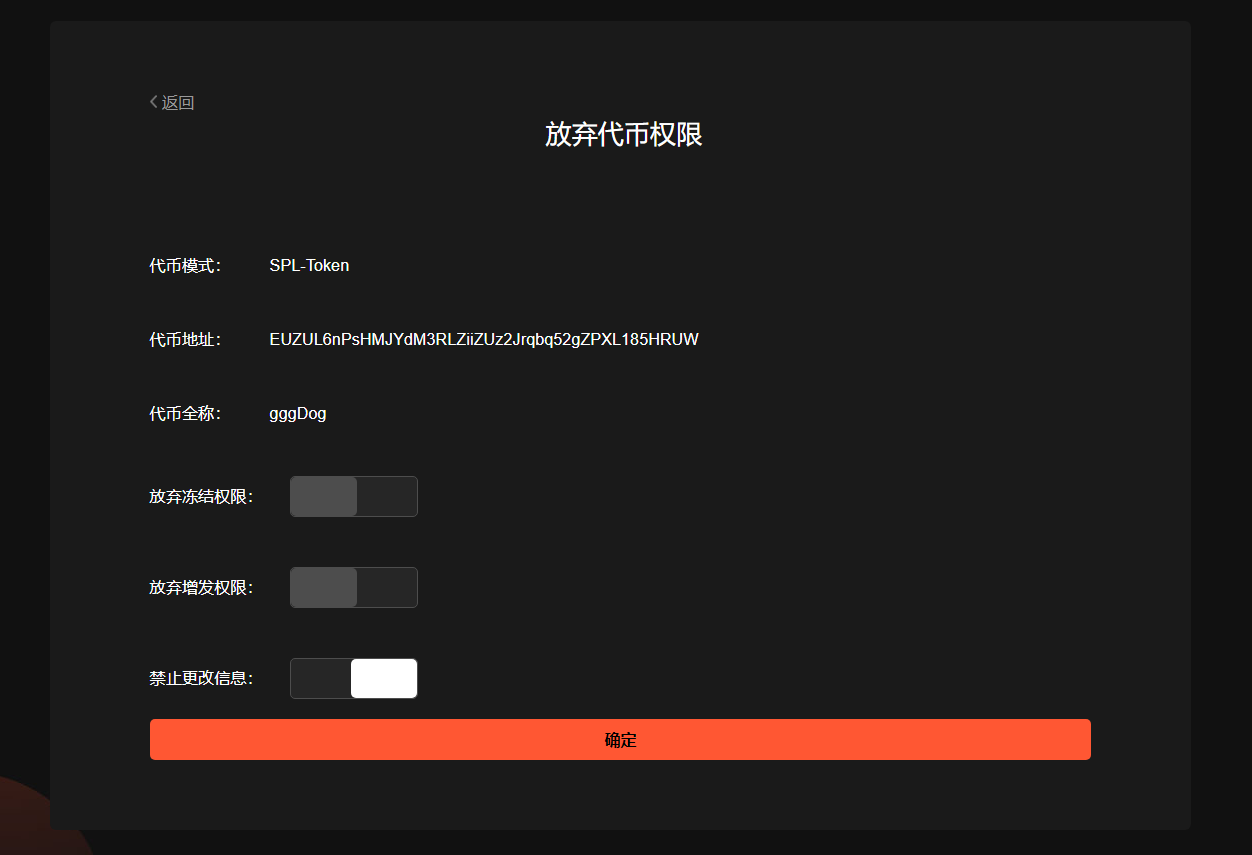 返回
放弃代币权限
代币模式: SPL-Token
代币地址: EUZUL6nPsHMJYdM3RLZiiZUz2Jrqbq52gZPXL185HRUW
代币全称: gggDog
放弃冻结权限:
放弃增发权限:
禁止更改信息:
确定